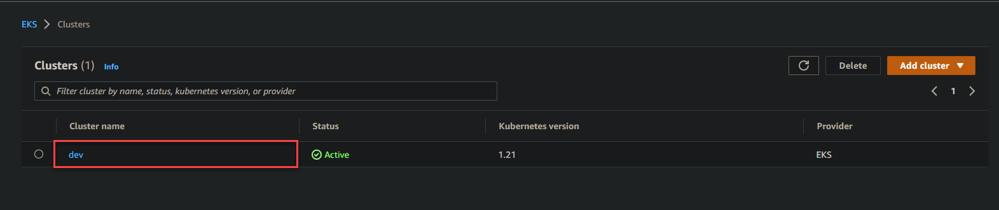 EKS > Clusters
Clusters (1) Info
Delete
Add cluster
Filter cluster by name, status, kubernetes version, or provider
1
Cluster name Status Kubernetes version Provider
dev Active 1.21 EKS